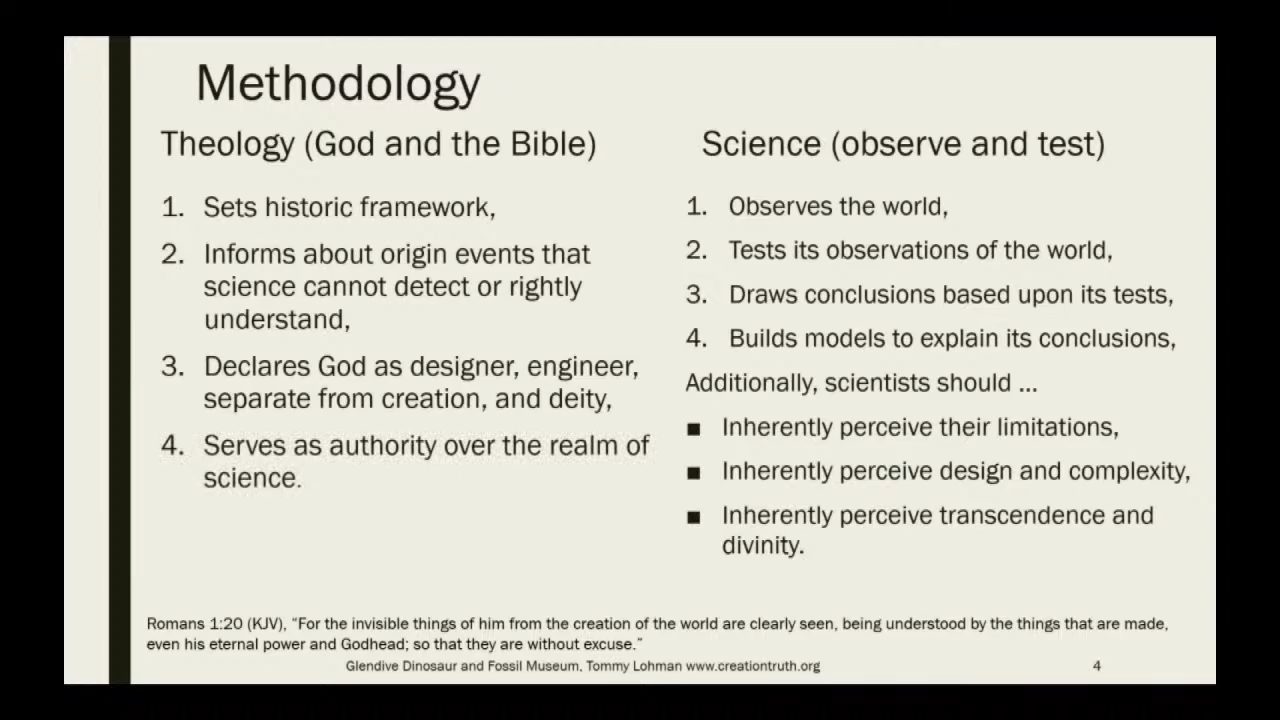 Methodology
Theology (God and the Bible)
1. Sets historic framework,
2. Informs about origin events that
science cannot detect or rightly
understand,
3. Declares God as designer, engineer,
separate from creation, and deity,
4. Serves as authority over the realm of
science.
Science (observe and test)
1. Observes the world,
2. Tests its observations of the world,
3. Draws conclusions based upon its tests,
4. Builds models to explain its conclusions,
Additionally, scientists should ...
■ Inherently perceive their limitations,
■ Inherently perceive design and complexity,
■ Inherently perceive transcendence and
divinity.
Romans 1:20 (KJV), “For the invisible things of him from the creation of the world are clearly seen, being understood by the things that are made,
even his eternal power and Godhead; so that they are without excuse.”
Glendive Dinosaur and Fossil Museum, Tommy Lohman www.creationtruth.org
4